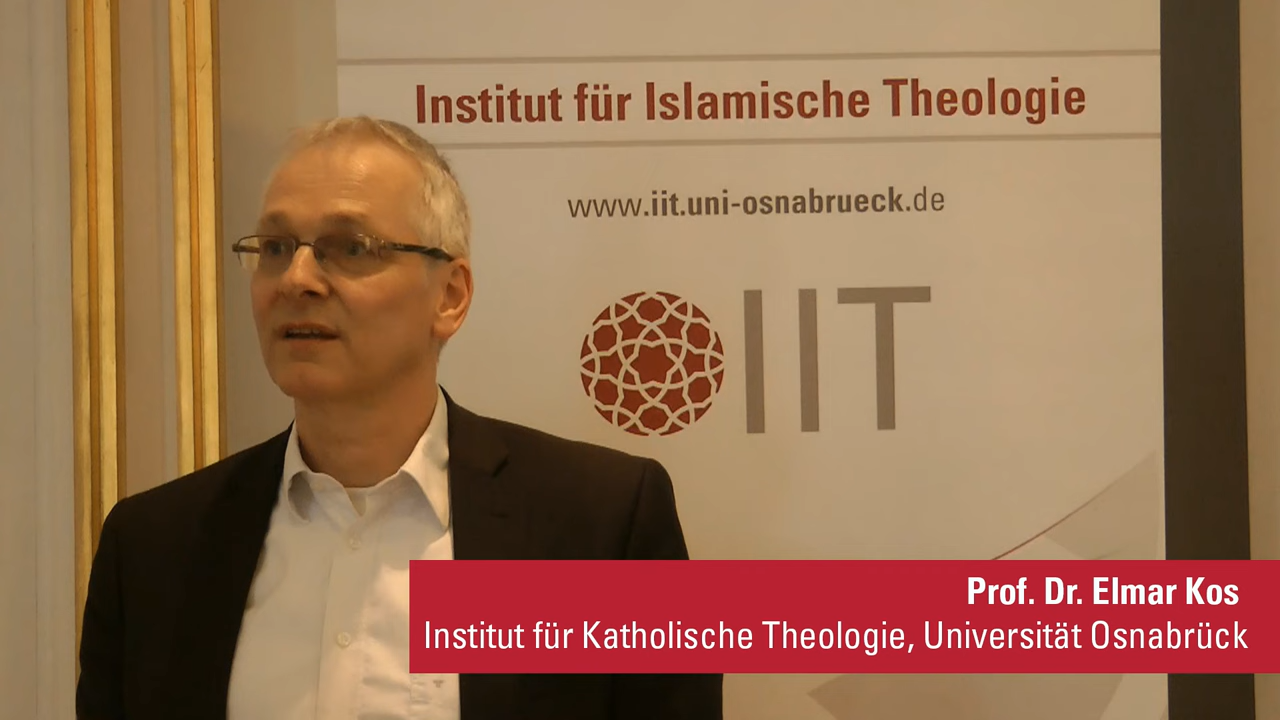 Institut für Islamische Theologie
www.iit.uni-osnabrueck.de
IIT
Prof. Dr. Elmar Kos
Institut für Katholische Theologie, Universität Osnabrück